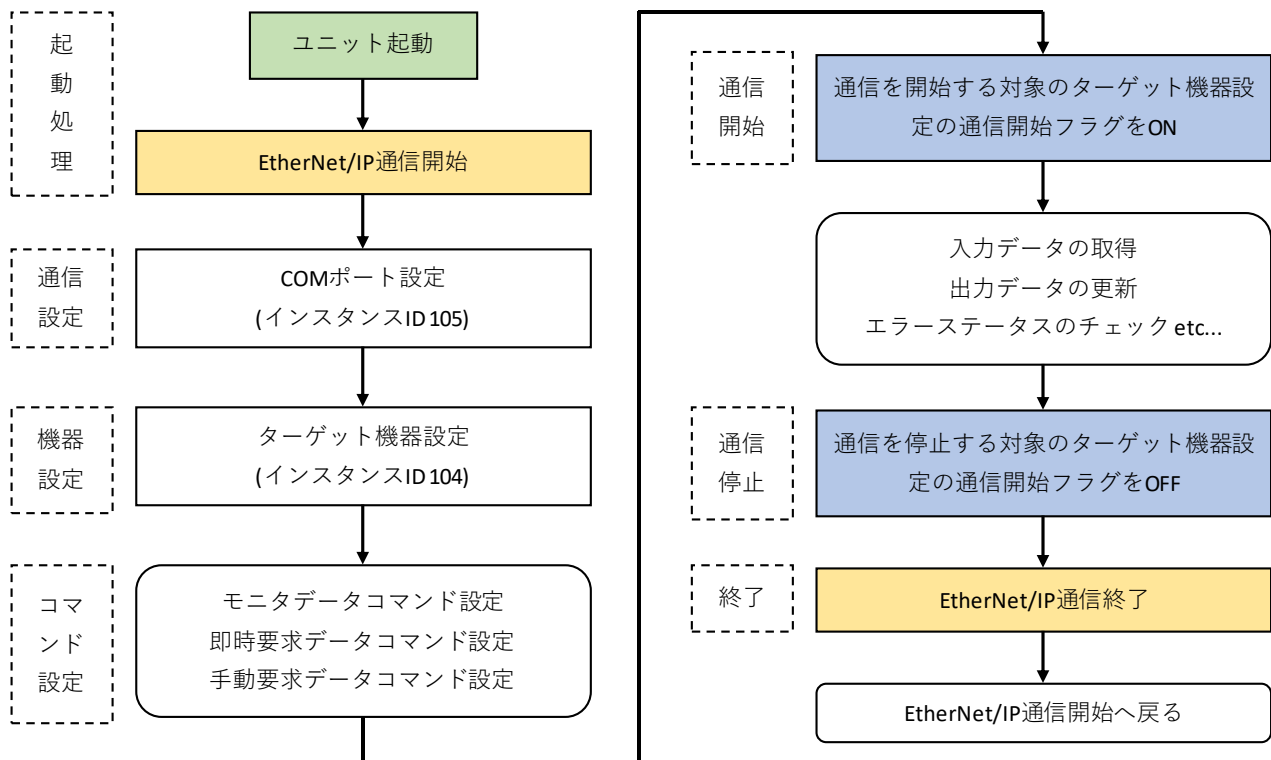 起
動
処
理
ユニット起動
EtherNet/IP通信開始
通信
設定
COMポート設定
(インスタンスID 105)
機器
設定
ターゲット機器設定
(インスタンスID 104)
コマ
ンド
設定
モニタデータコマンド設定
即時要求データコマンド設定
手動要求データコマンド設定
通信
開始
通信を開始する対象のターゲット機器設
定の通信開始フラグをON
入力データの取得
出力データの更新
エラーステータスのチェック etc...
通信
停止
通信を停止する対象のターゲット機器設
定の通信開始フラグをOFF
終了
EtherNet/IP通信終了
EtherNet/IP通信開始へ戻る